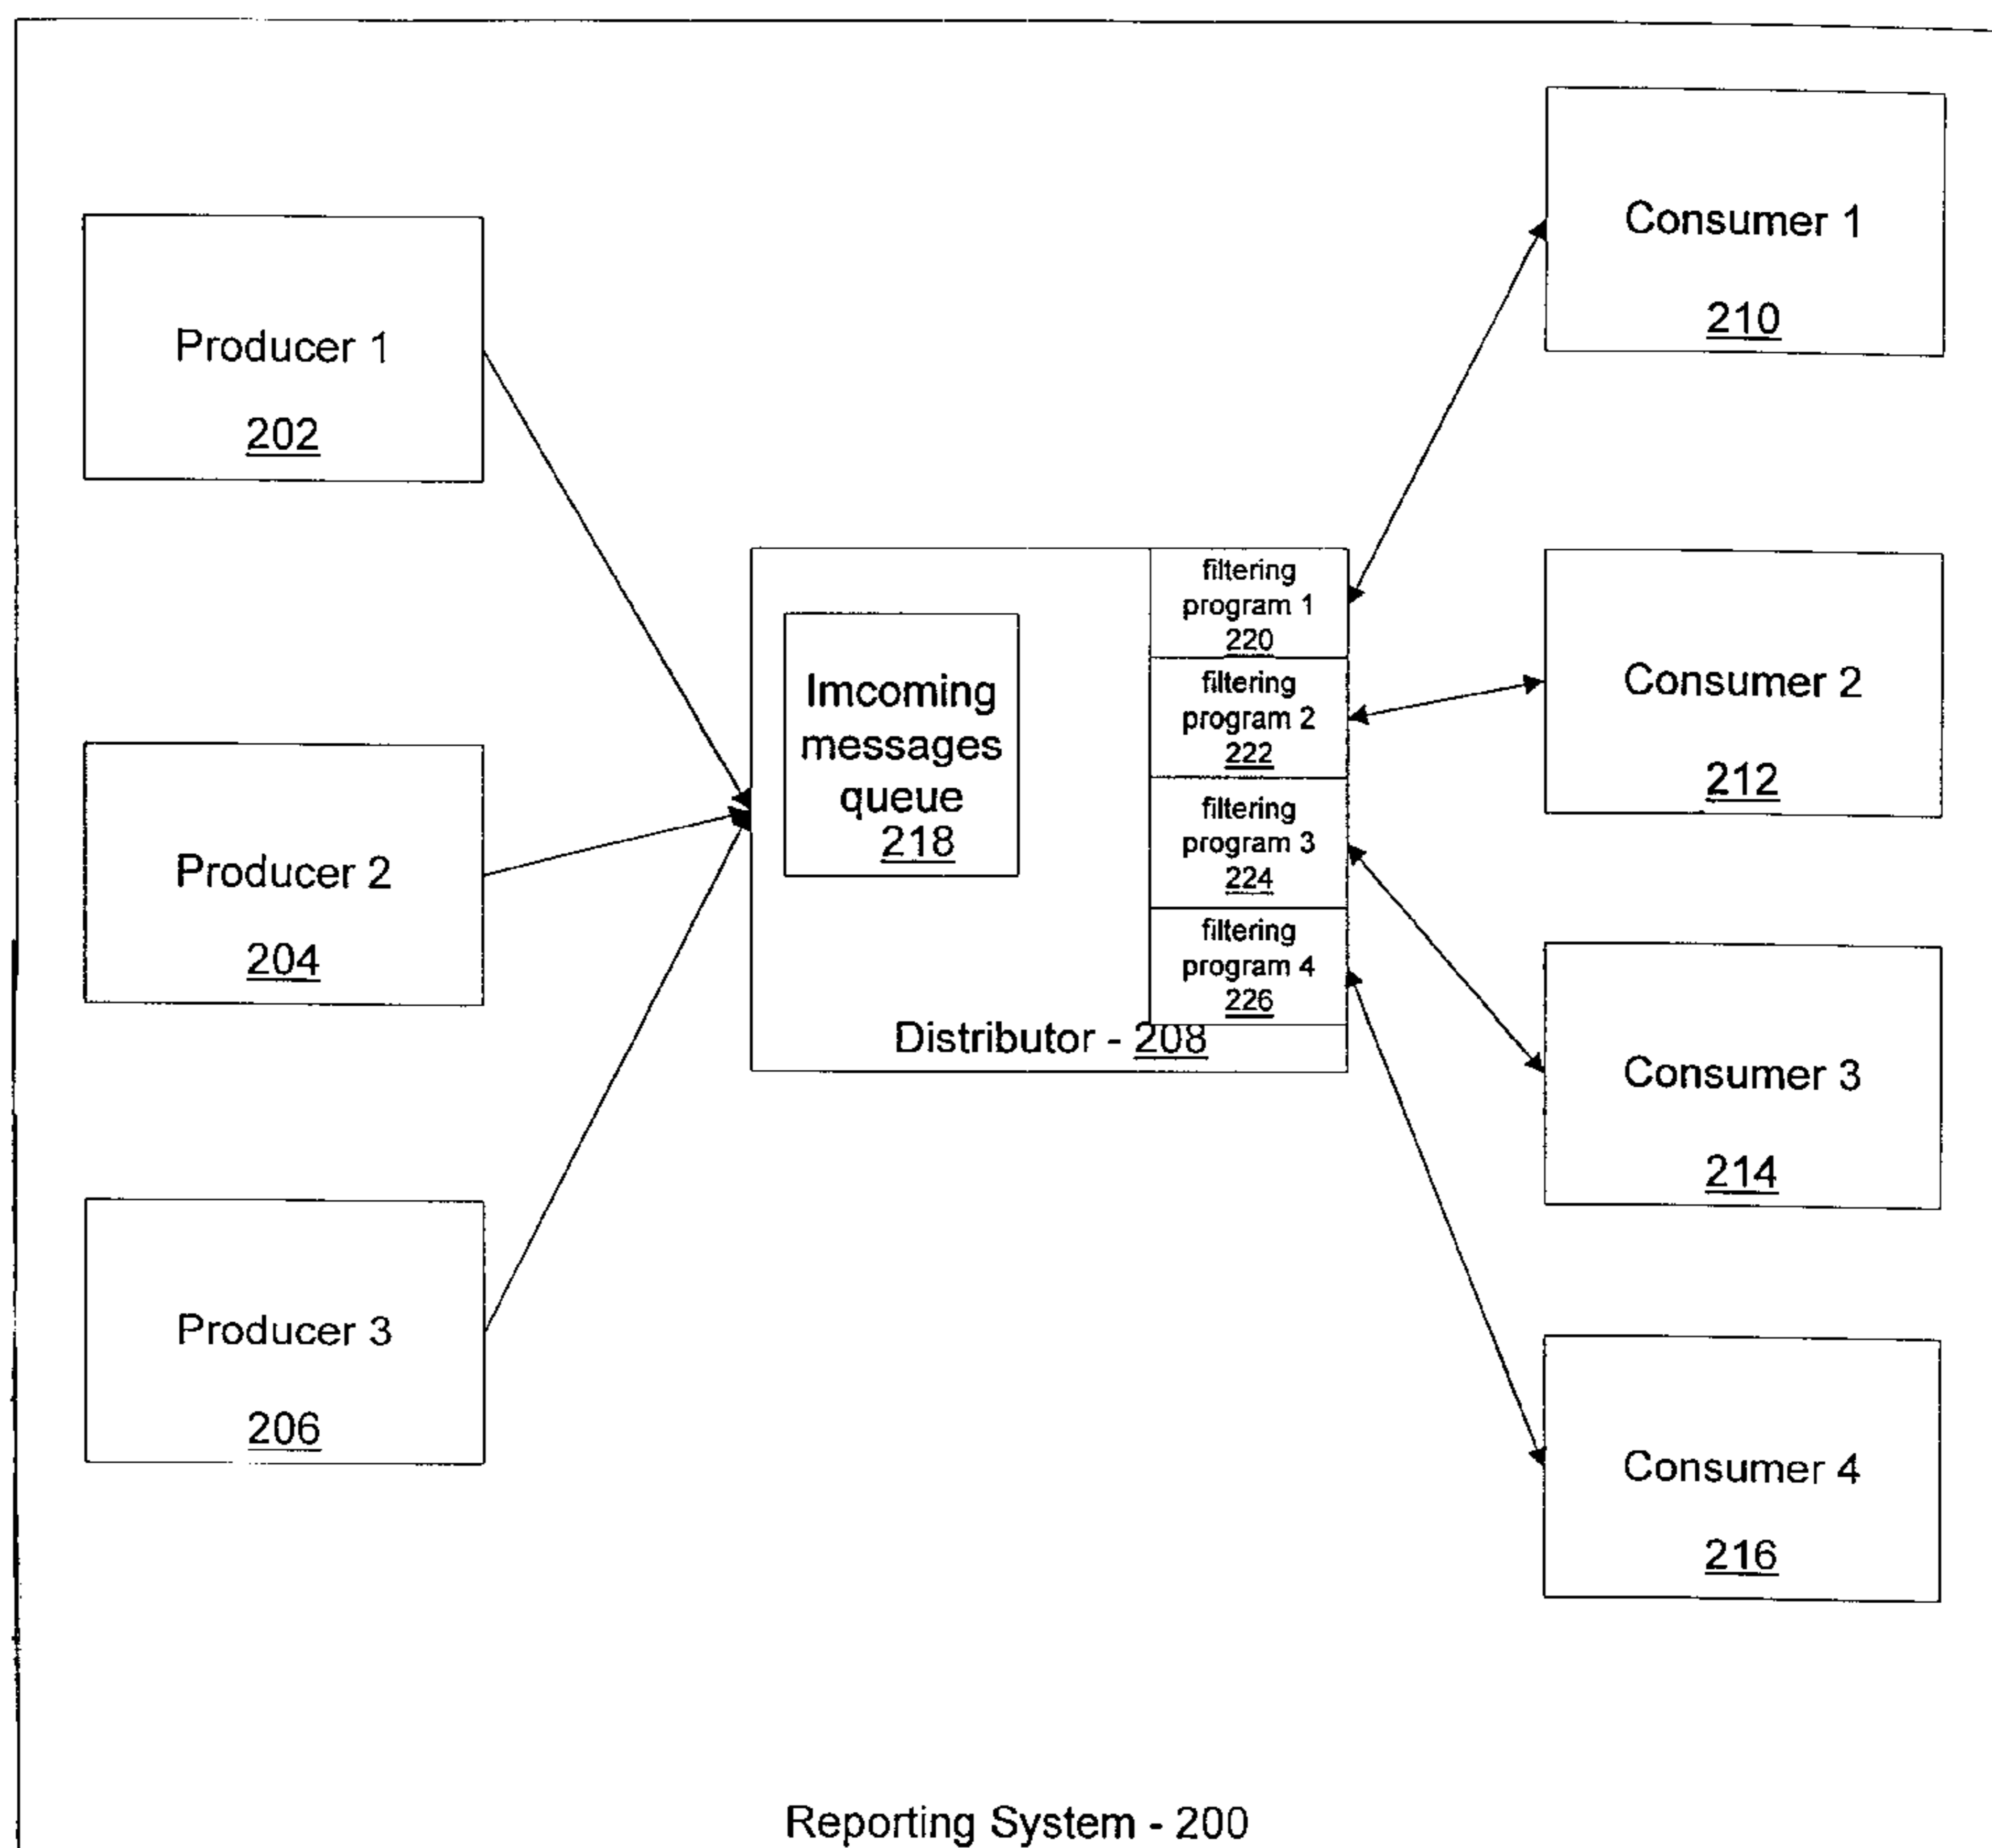 Producer 1
202
Producer 2
204
Producer 3
206
Imcoming
messages
queue
218
filtering
program 1
220
filtering
program 2
222
filtering
program 3
224
filtering
program 4
226
Distributor - 208
Consumer 1
210
Consumer 2
212
Consumer 3
214
Consumer 4
216
Reporting System - 200